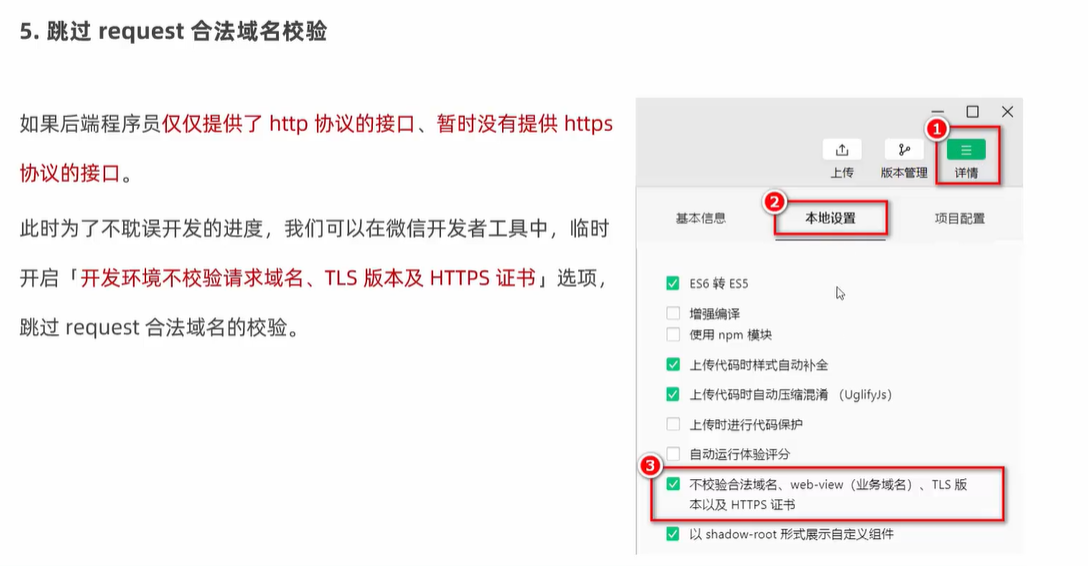 5. 跳过 request 合法域名校验
如果后端程序员仅仅提供了 http 协议的接口、暂时没有提供 https
协议的接口。
此时为了不耽误开发的进度，我们可以在微信开发者工具中，临时
开启「开发环境不校验请求域名、TLS 版本及 HTTPS 证书」选项，
跳过 request 合法域名的校验。
1
上传 版本管理 详情
2
基本信息 本地设置 项目配置
ES6 转 ES5
增强编译
使用 npm 模块
上传代码时样式自动补全
上传代码时自动压缩混淆 （UglifyJs）
上传时进行代码保护
自动运行体验评分
3
不校验合法域名、web-view（业务域名）、TLS 版
本以及 HTTPS 证书
以 shadow-root 形式展示自定义组件